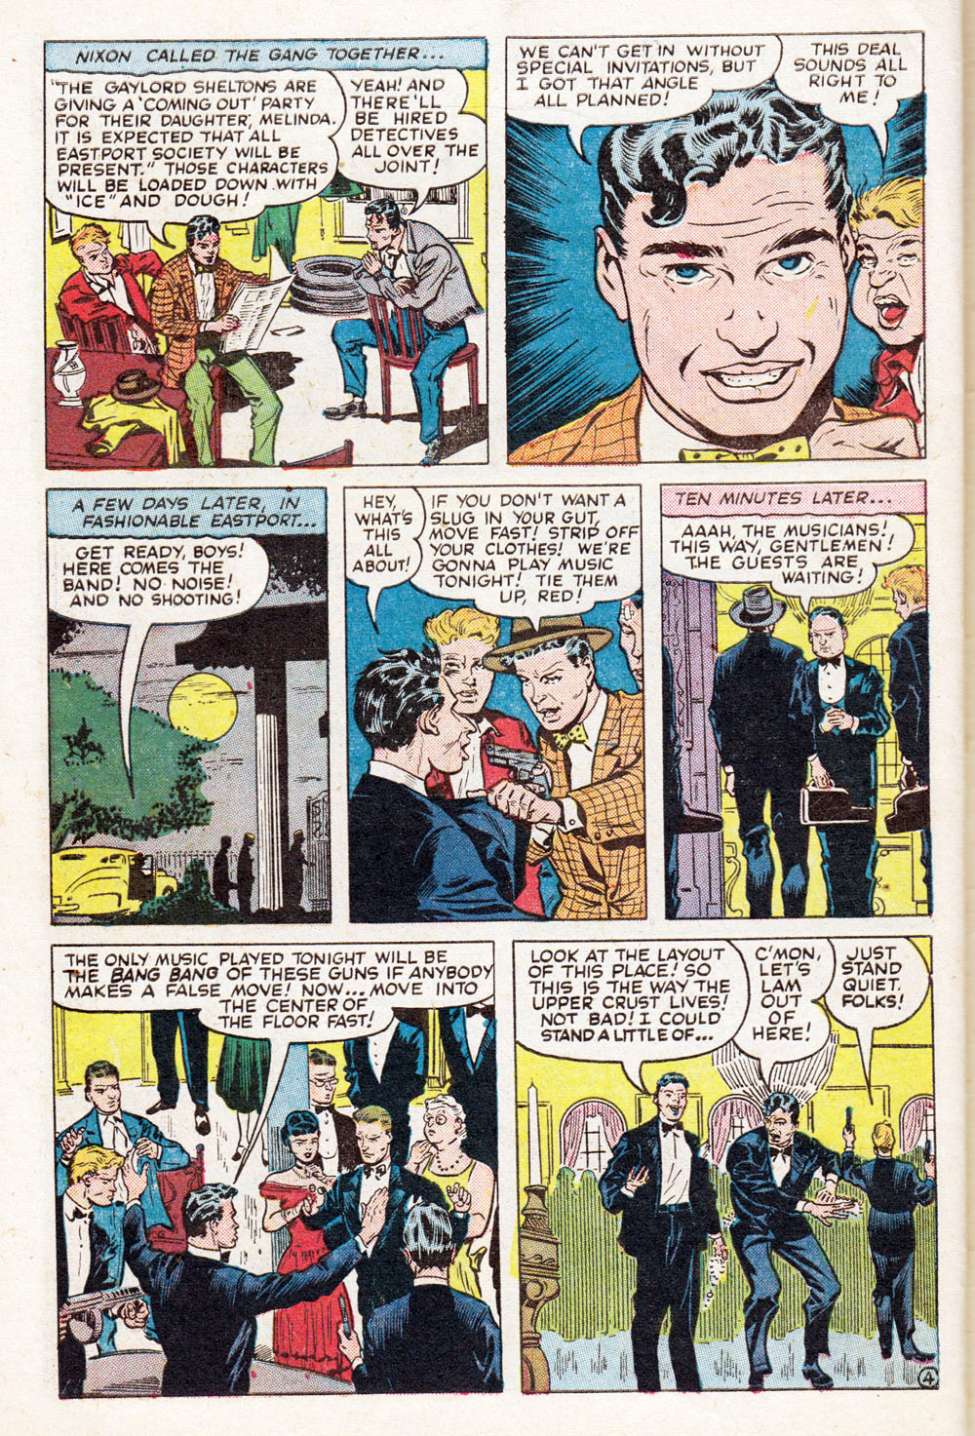 NIXON CALLED THE GANG TOGETHER...
"THE GAYLORD SHELTONS ARE
GIVING A 'COMING OUT' PARTY
FOR THEIR DAUGHTER, MELINDA.
IT IS EXPECTED THAT ALL
EASTPORT SOCIETY WILL BE
PRESENT." THOSE CHARACTERS
WILL BE LOADED DOWN WITH
"ICE" AND DOUGH!
YEAH! AND
THERE'LL
BE HIRED
DETECTIVES
ALL OVER THE
JOINT!
WE CAN'T GET IN WITHOUT
SPECIAL INVITATIONS, BUT
I GOT THAT ANGLE
ALL PLANNED!
THIS DEAL
SOUNDS ALL
RIGHT TO
ME!
A FEW DAYS LATER, IN
FASHIONABLE EASTPORT...
GET READY, BOYS!
HERE COMES THE
BAND! NO NOISE!
AND NO SHOOTING!
HEY,
WHAT'S
THIS
ALL
ABOUT!
IF YOU DON'T WANT A
SLUG IN YOUR GUT,
MOVE FAST! STRIP OFF
YOUR CLOTHES! WE'RE
GONNA PLAY MUSIC
TONIGHT! TIE THEM
UP, RED!
TEN MINUTES LATER...
AAAH, THE MUSICIANS!
THIS WAY, GENTLEMEN!
THE GUESTS ARE
WAITING!
THE ONLY MUSIC PLAYED TONIGHT WILL BE
THE BANG BANG OF THESE GUNS IF ANYBODY
MAKES A FALSE MOVE! NOW... MOVE INTO
THE CENTER OF
THE FLOOR FAST!
LOOK AT THE LAYOUT
OF THIS PLACE! SO
THIS IS THE WAY THE
UPPER CRUST LIVES!
NOT BAD! I COULD
STAND A LITTLE OF...
C'MON,
LET'S
LAM
OUT
OF
HERE!
JUST
STAND
QUIET,
FOLKS!
4